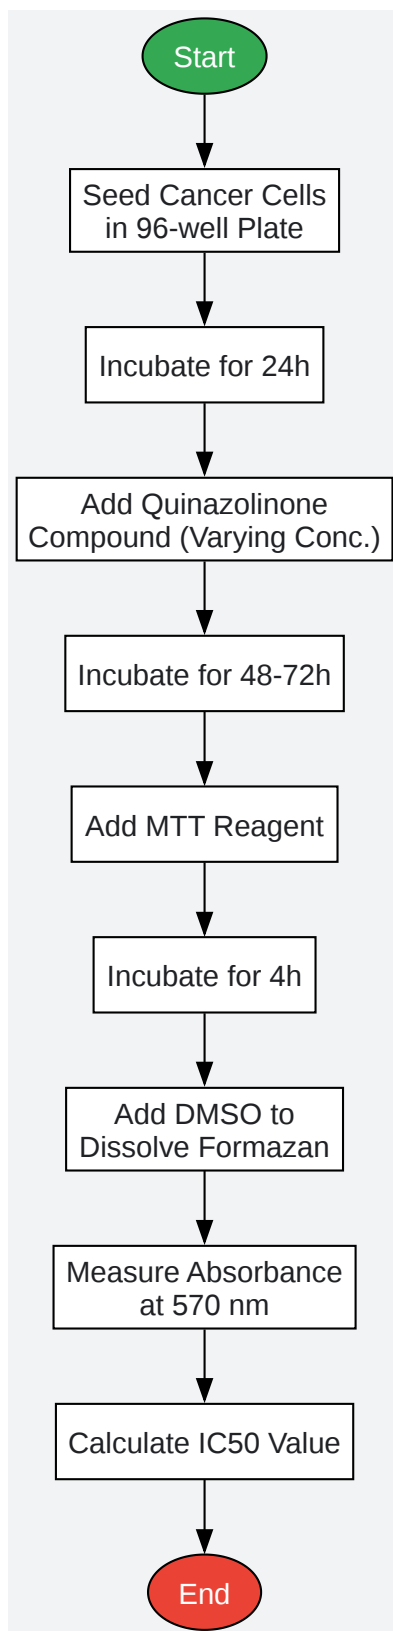 Start
Seed Cancer Cells
in 96-well Plate
Incubate for 24h
Add Quinazolinone
Compound (Varying Conc.)
Incubate for 48-72h
Add MTT Reagent
Incubate for 4h
Add DMSO to
Dissolve Formazan
Measure Absorbance
at 570 nm
Calculate IC50 Value
End